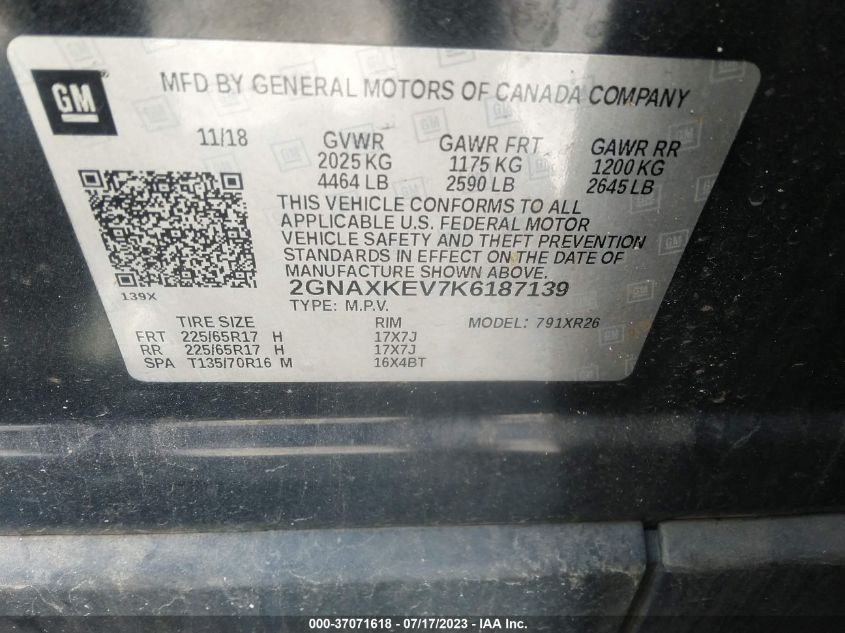 GM
MFD BY GENERAL MOTORS OF CANADA COMPANY
11/18 GVWR GAWR FRT GAWR RR
2025 KG 1175 KG 1200 KG
4464 LB 2590 LB 2645 LB
THIS VEHICLE CONFORMS TO ALL
APPLICABLE U.S. FEDERAL MOTOR
VEHICLE SAFETY AND THEFT PREVENTION
STANDARDS IN EFFECT ON THE DATE OF
MANUFACTURE SHOWN ABOVE.
139X 2GNAXKEV7K6187139
TYPE: M.P.V.
TIRE SIZE RIM MODEL: 791XR26
FRT 225/65R17 H 17X7J
RR 225/65R17 H 17X7J
SPA T135/70R16 M 16X4BT
000-37071618 - 07/17/2023 - IAA Inc.